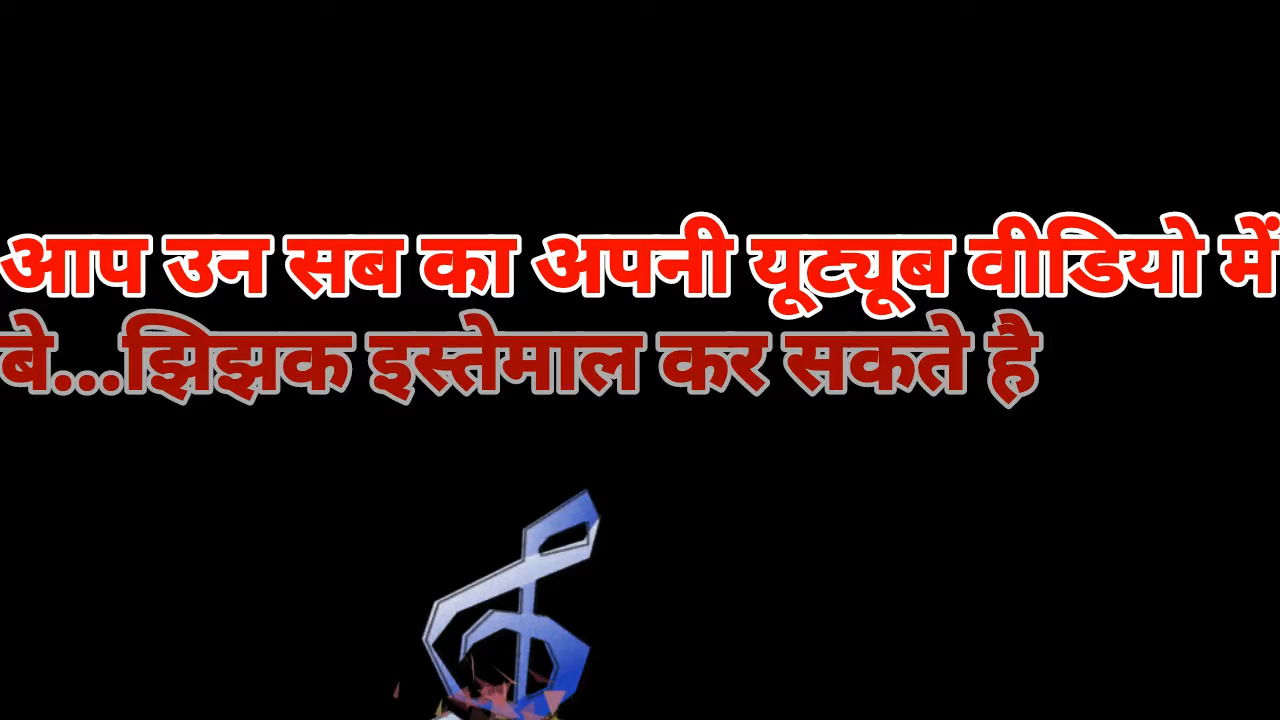 आप उन सब का अपनी यूट्यूब वीडियो में
बे...झिझक इस्तेमाल कर सकते है